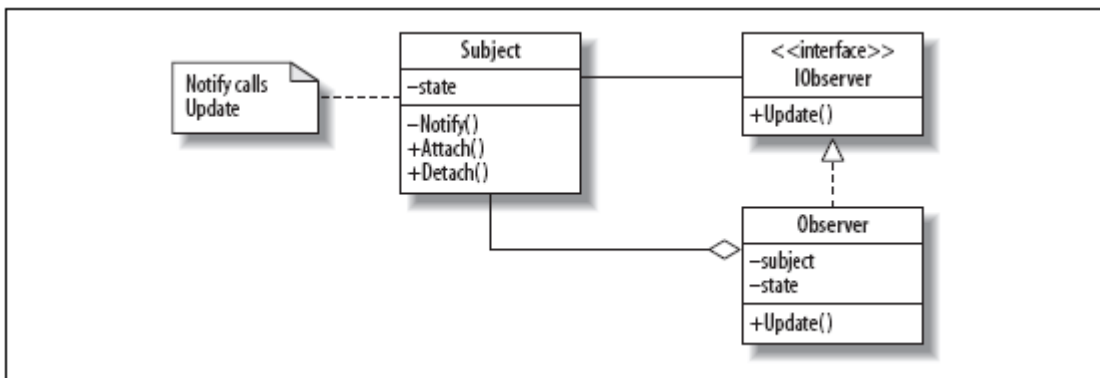 Notify calls
Update
Subject
–state
–Notify()
+Attach()
+Detach()
<<interface>>
IObserver
+Update()
Observer
–subject
–state
+Update()